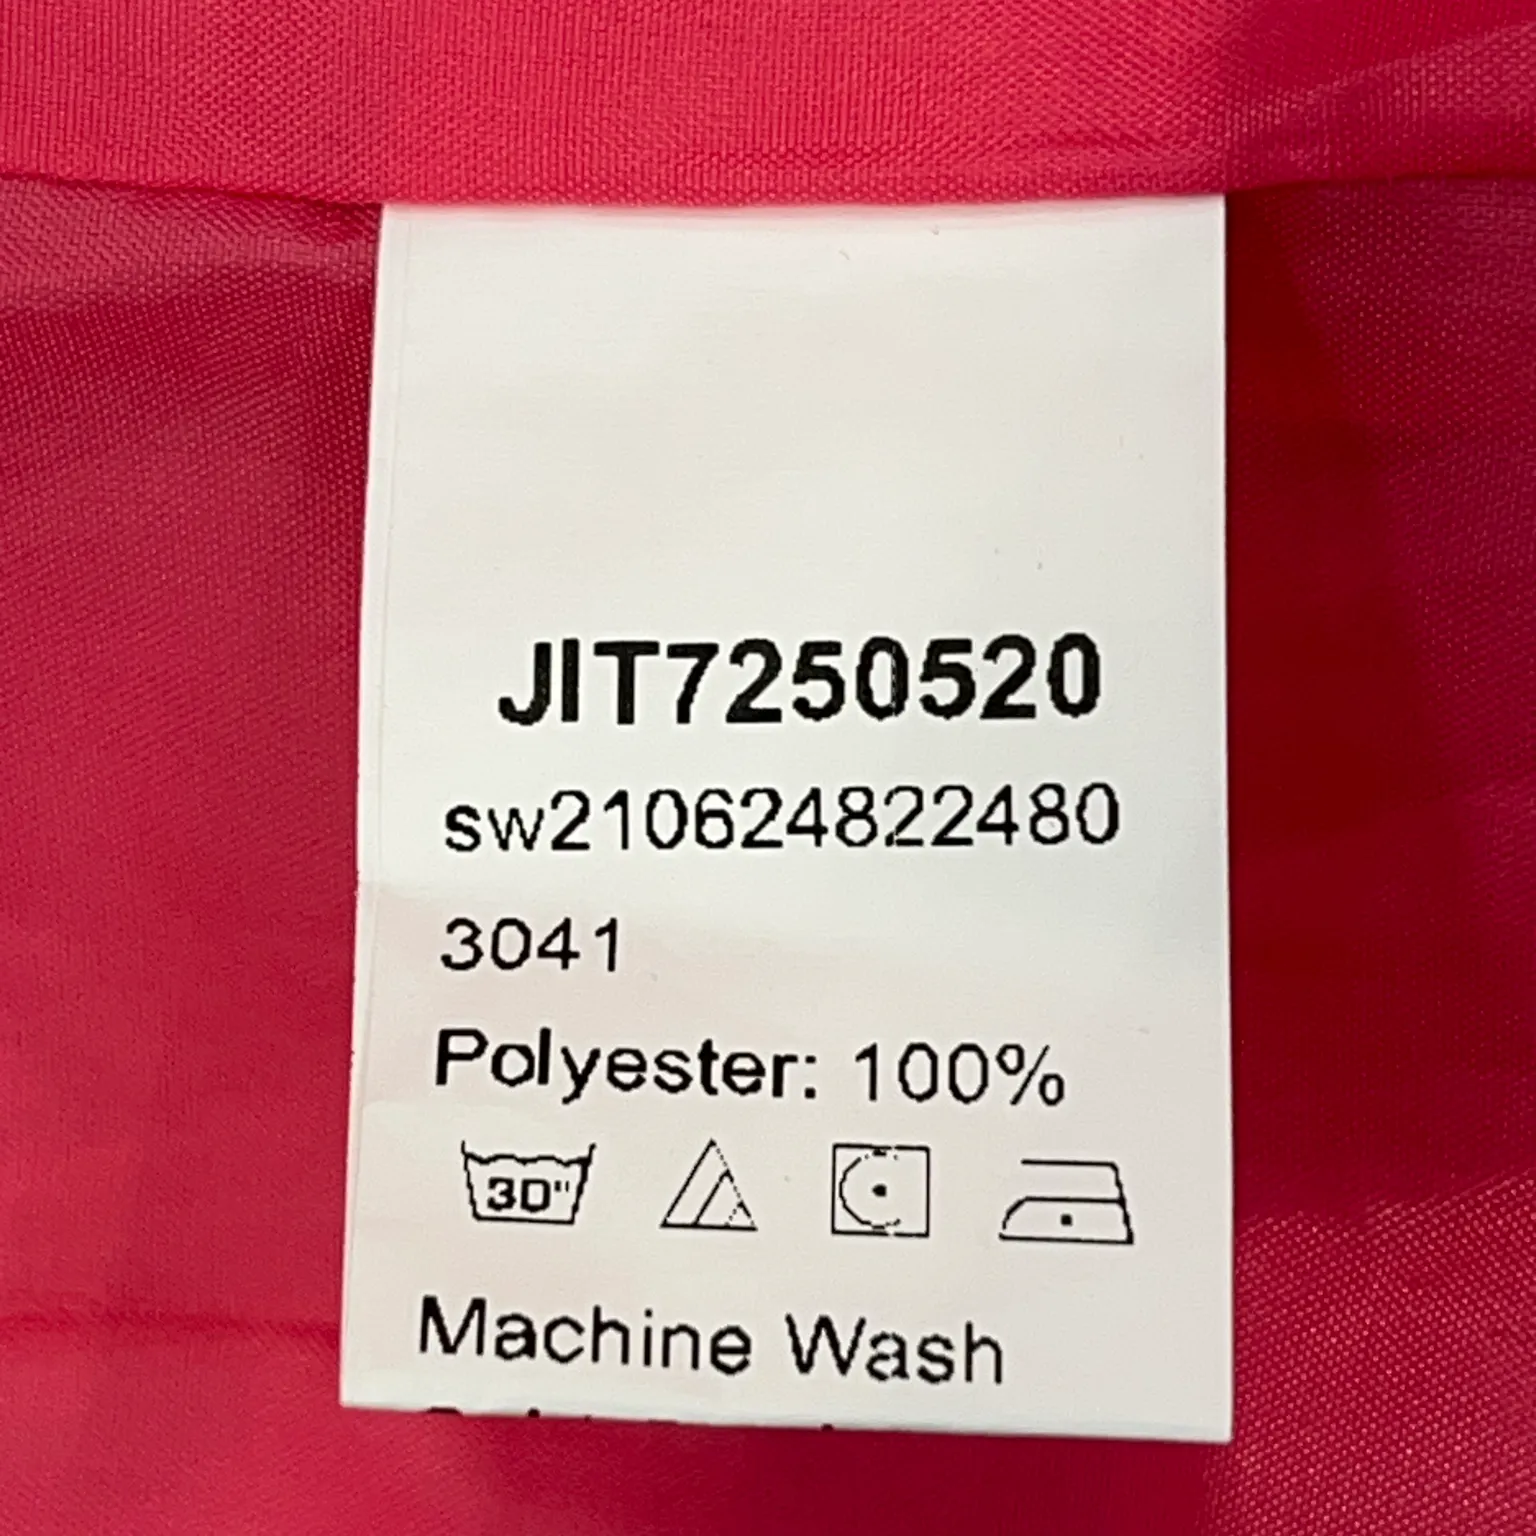 JIT7250520
sw210624822480
3041
Polyester: 100%
30"
Machine Wash